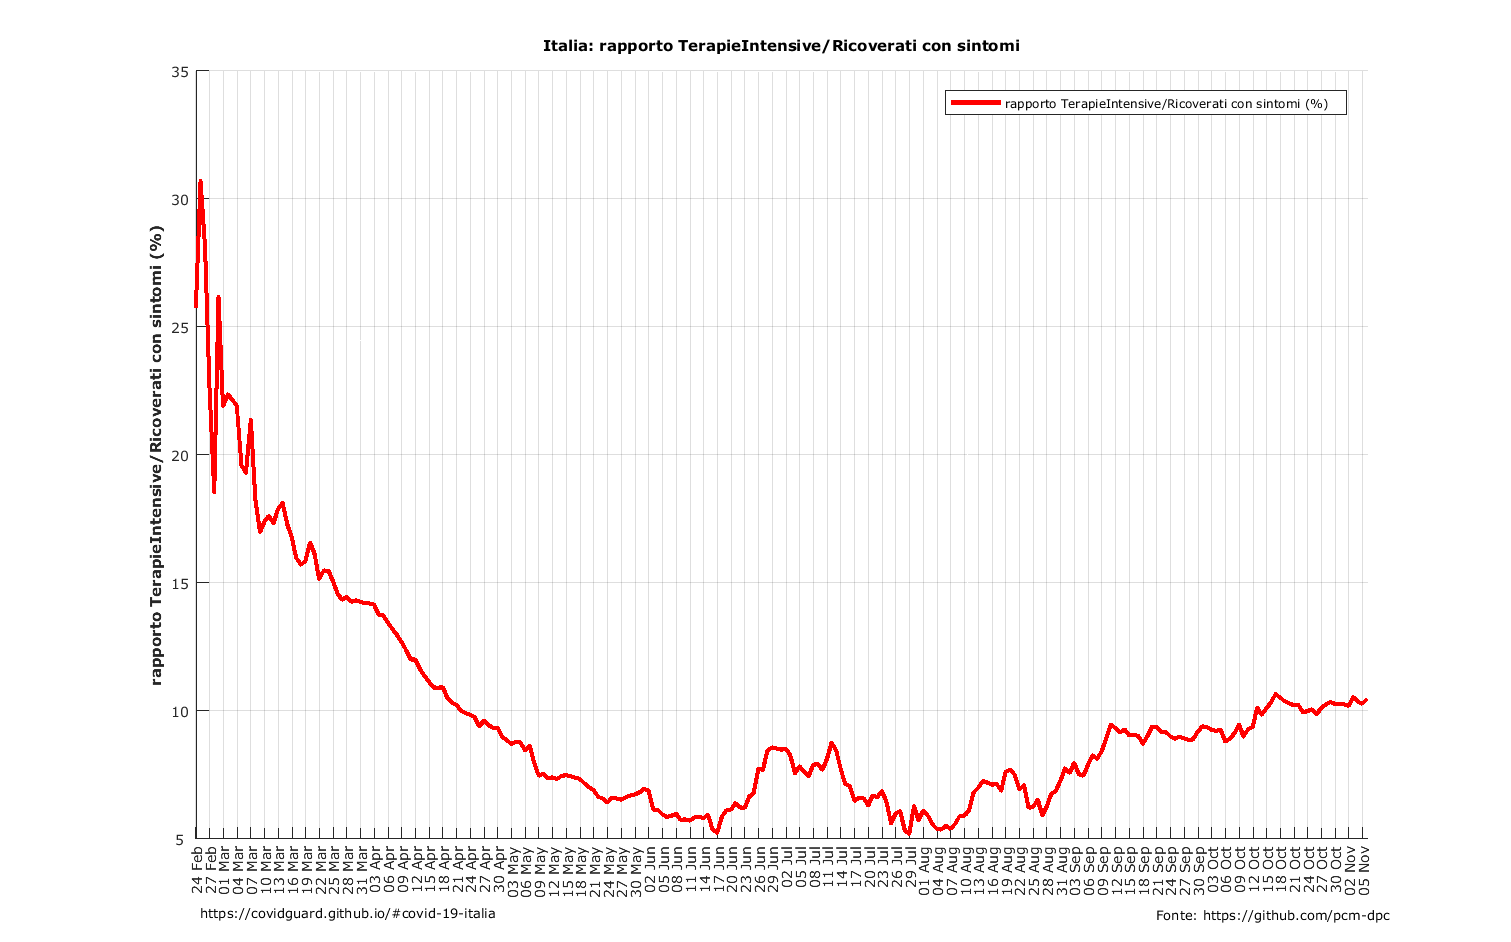 Italia: rapporto TerapieIntensive/Ricoverati con sintomi
rapporto TerapieIntensive/Ricoverati con sintomi (%)
rapporto TerapieIntensive/Ricoverati con sintomi (%)
35
30
25
20
15
10
5
24 Feb
27 Feb
01 Mar
04 Mar
07 Mar
10 Mar
13 Mar
16 Mar
19 Mar
22 Mar
25 Mar
28 Mar
31 Mar
03 Apr
06 Apr
09 Apr
12 Apr
15 Apr
18 Apr
21 Apr
24 Apr
27 Apr
30 Apr
03 May
06 May
09 May
12 May
15 May
18 May
21 May
24 May
27 May
30 May
02 Jun
05 Jun
08 Jun
11 Jun
14 Jun
17 Jun
20 Jun
23 Jun
26 Jun
29 Jun
02 Jul
05 Jul
08 Jul
11 Jul
14 Jul
17 Jul
20 Jul
23 Jul
26 Jul
29 Jul
01 Aug
04 Aug
07 Aug
10 Aug
13 Aug
16 Aug
19 Aug
22 Aug
25 Aug
28 Aug
31 Aug
03 Sep
06 Sep
09 Sep
12 Sep
15 Sep
18 Sep
21 Sep
24 Sep
27 Sep
30 Sep
03 Oct
06 Oct
09 Oct
12 Oct
15 Oct
18 Oct
21 Oct
24 Oct
27 Oct
30 Oct
02 Nov
05 Nov
https://covidguard.github.io/#covid-19-italia
Fonte: https://github.com/pcm-dpc